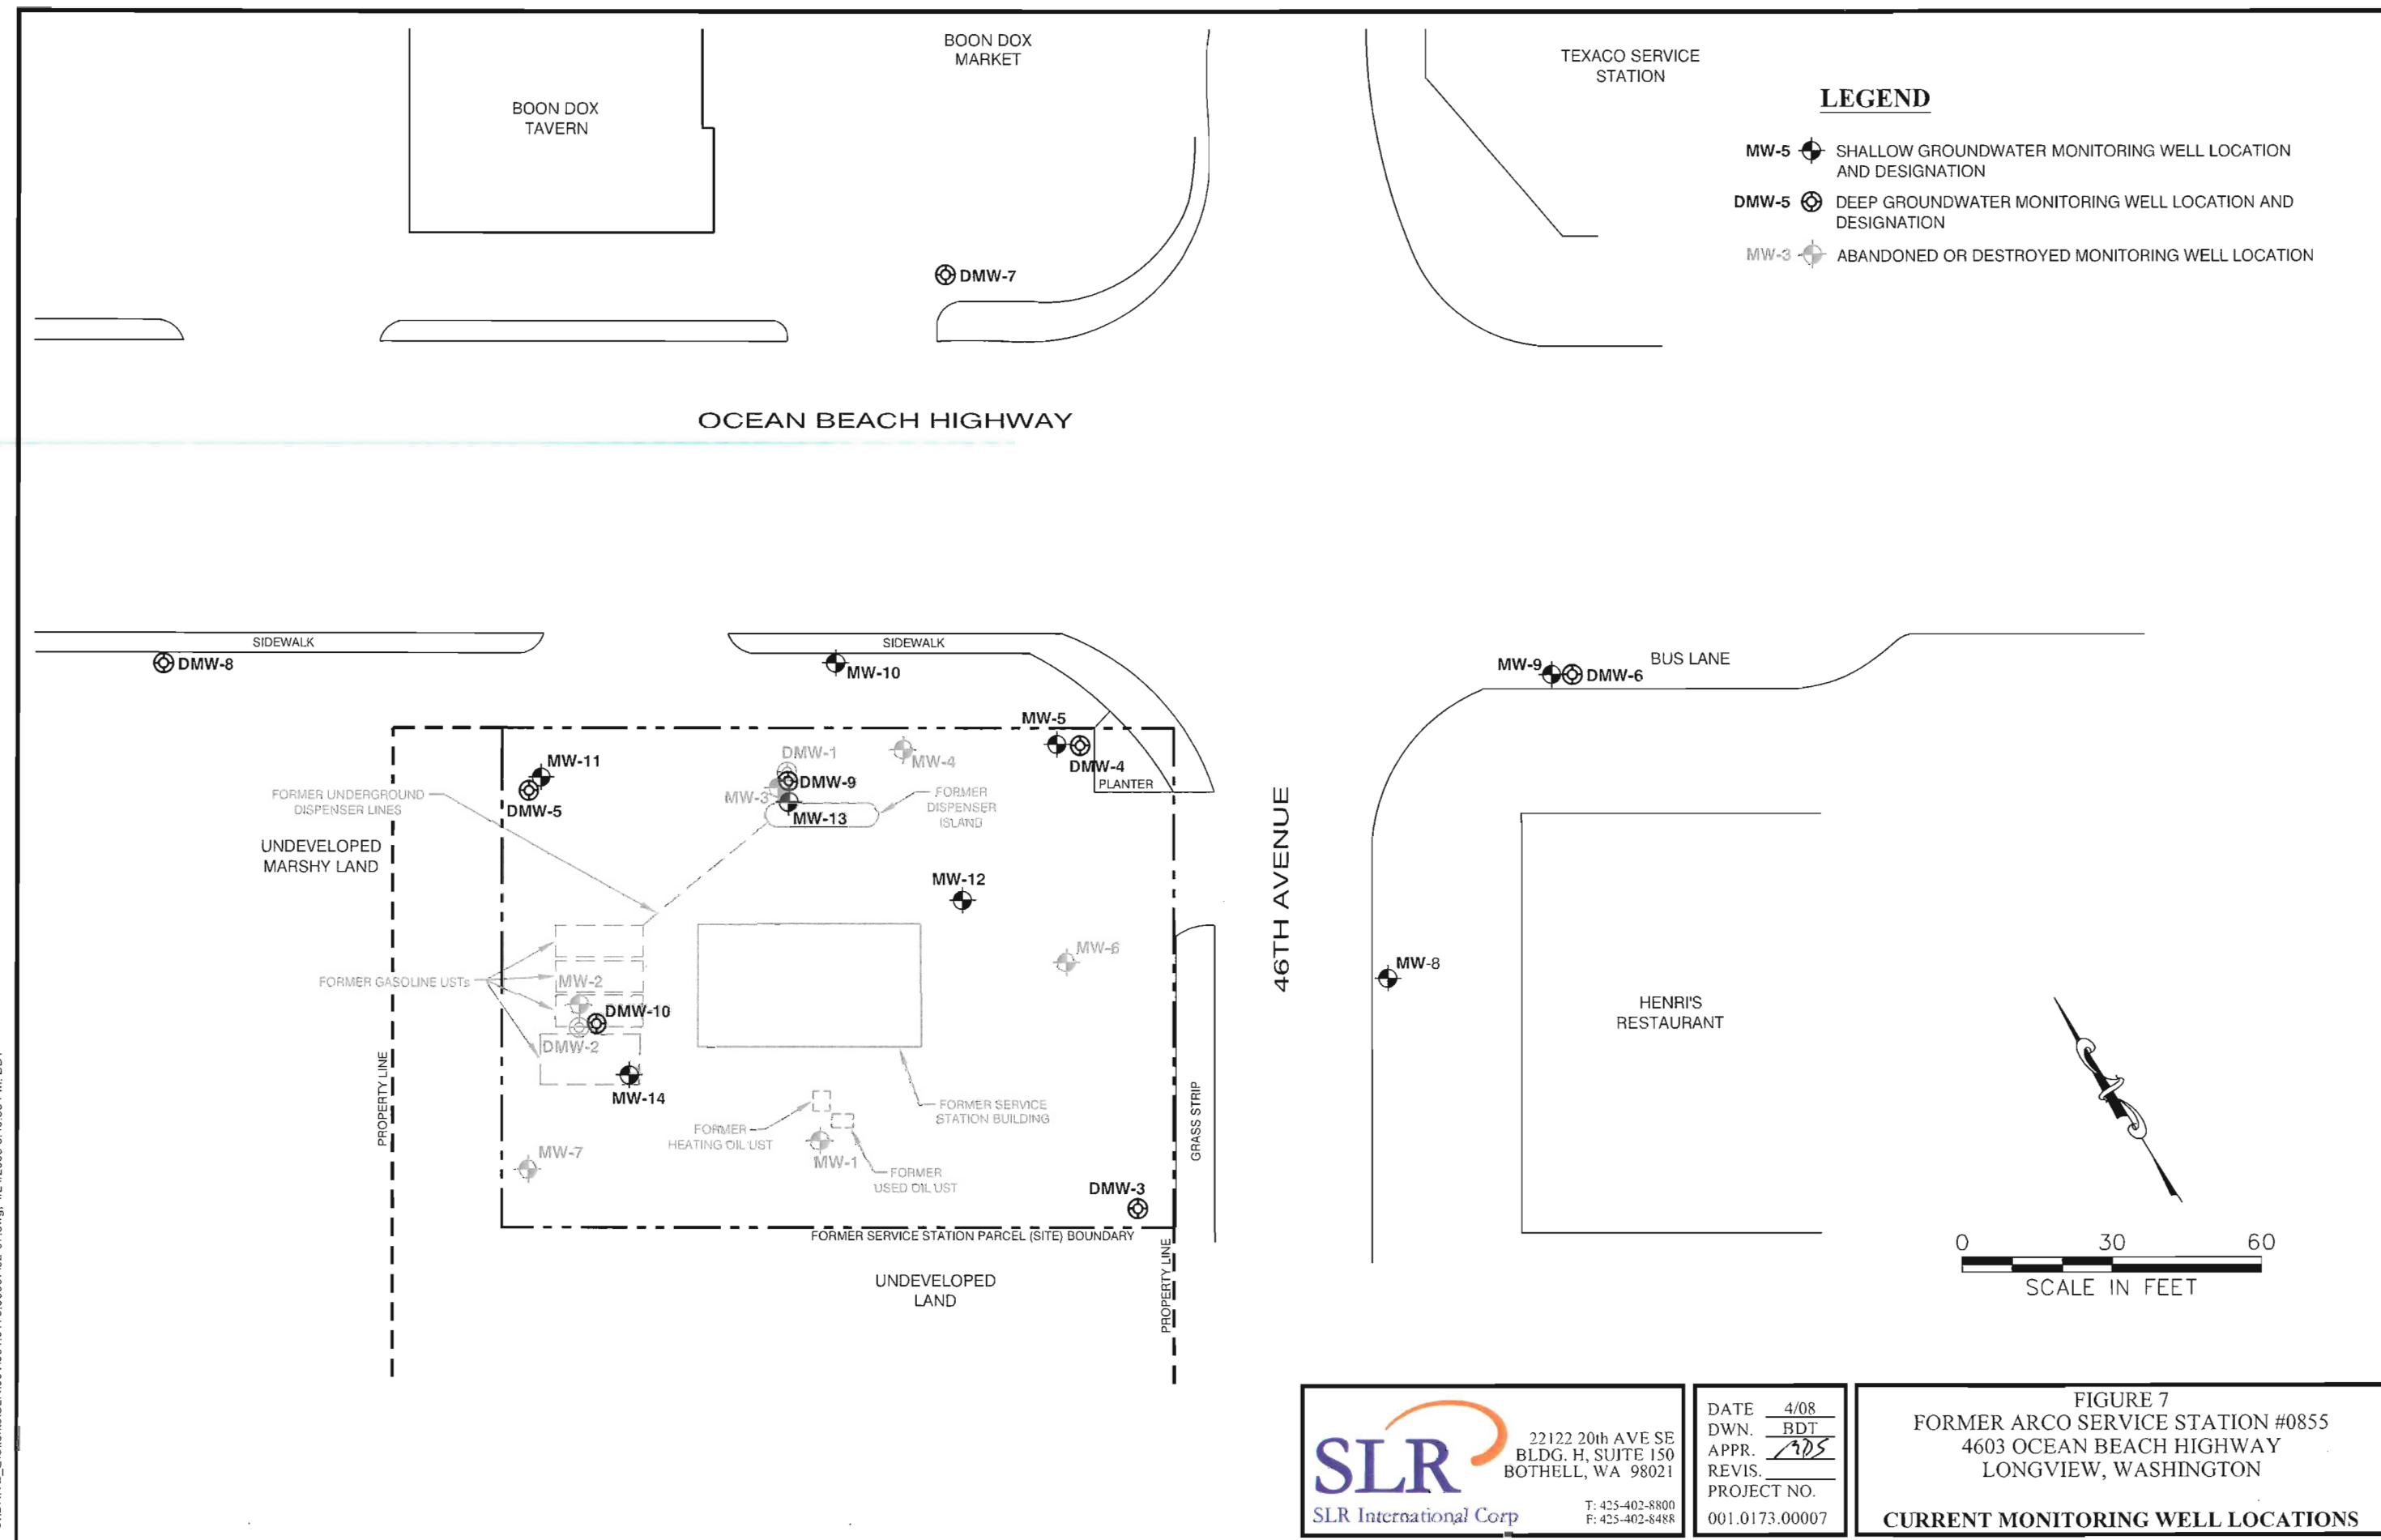 BOON DOX
MARKET
BOON DOX
TAVERN
TEXACO SERVICE
STATION
LEGEND
MW-5 SHALLOW GROUNDWATER MONITORING WELL LOCATION
AND DESIGNATION
DMW-5 DEEP GROUNDWATER MONITORING WELL LOCATION AND
DESIGNATION
MW-3 ABANDONED OR DESTROYED MONITORING WELL LOCATION
DMW-7
OCEAN BEACH HIGHWAY
SIDEWALK
SIDEWALK
DMW-8
MW-10
MW-9
DMW-6
BUS LANE
MW-5
DMW-4
PLANTER
MW-11
DMW-5
DMW-1
DMW-9
MW-3
MW-13
MW-4
FORMER
DISPENSER
ISLAND
FORMER UNDERGROUND
DISPENSER LINES
UNDEVELOPED
MARSHY LAND
MW-12
46TH AVENUE
MW-6
MW-8
FORMER GASOLINE USTs
MW-2
DMW-10
DMW-2
MW-14
HENRI'S
RESTAURANT
PROPERTY LINE
FORMER SERVICE
STATION BUILDING
FORMER
HEATING OIL UST
MW-1
FORMER
USED OIL UST
MW-7
GRASS STRIP
DMW-3
FORMER SERVICE STATION PARCEL (SITE) BOUNDARY
PROPERTY LINE
UNDEVELOPED
LAND
0 30 60
SCALE IN FEET
SLR
SLR International Corp
22122 20th AVE SE
BLDG. H, SUITE 150
BOTHELL, WA 98021
T: 425-402-8800
F: 425-402-8488
DATE 4/08
DWN. BDT
APPR.
REVIS.
PROJECT NO.
001.0173.00007
FIGURE 7
FORMER ARCO SERVICE STATION #0855
4603 OCEAN BEACH HIGHWAY
LONGVIEW, WASHINGTON
CURRENT MONITORING WELL LOCATIONS